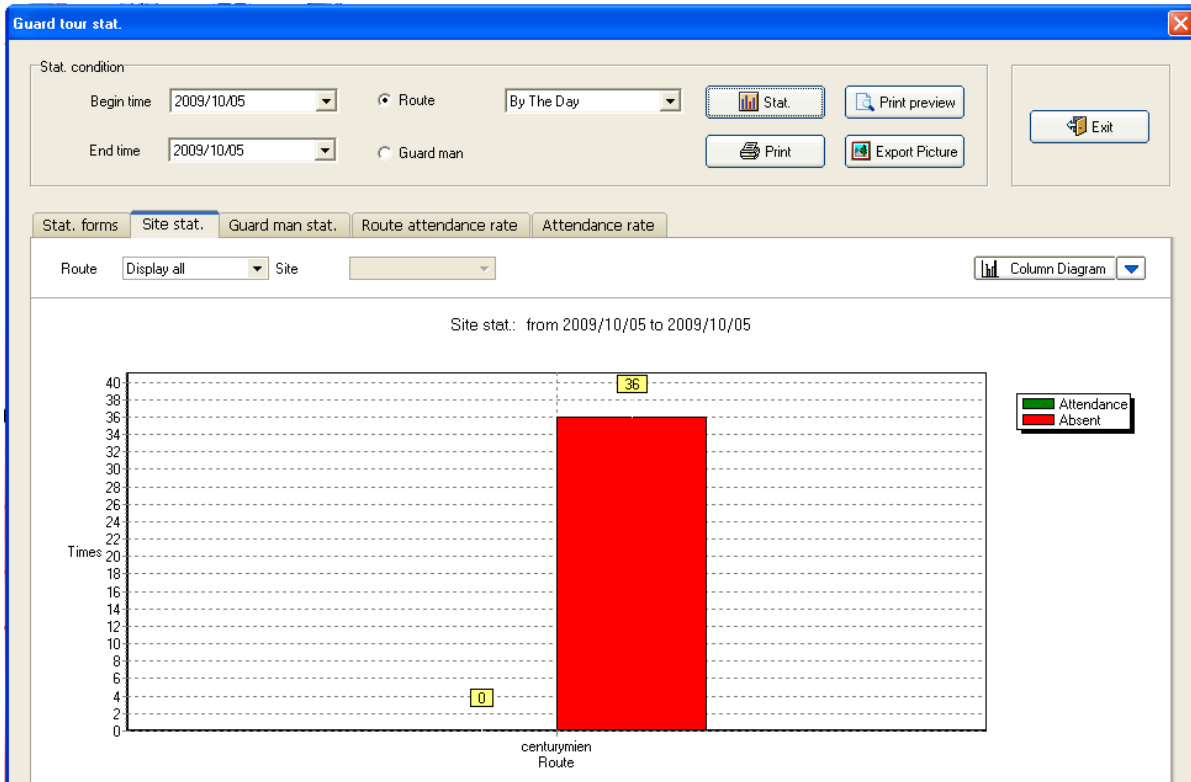 Guard tour stat.
Stat. condition
Begin time 2009/10/05 Route By The Day Stat. Print preview
Exit
End time 2009/10/05 Guard man Print Export Picture
Stat. forms Site stat. Guard man stat. Route attendance rate Attendance rate
Route Display all Site Column Diagram
Site stat.: from 2009/10/05 to 2009/10/05
40
36
38
36
34
32
30
28
26
24
22
Times
20
18
16
14
12
10
8
6
4
0
2
0
centurymien
Route
Attendance
Absent